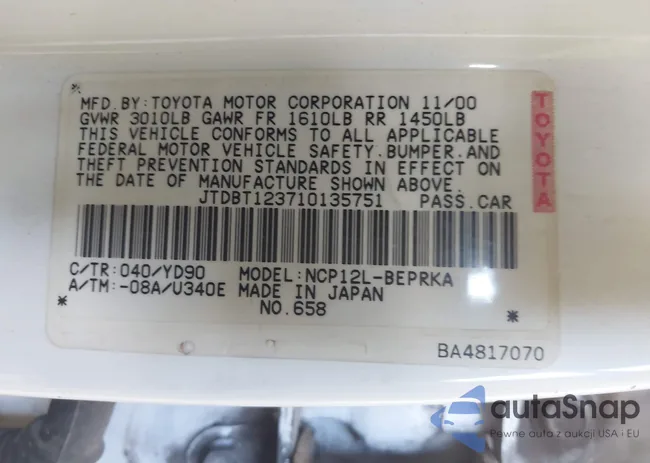 MFD.BY:TOYOTA MOTOR CORPORATION 11/00
GVWR 3010LB GAWR FR 1610LB RR 1450LB
THIS VEHICLE CONFORMS TO ALL APPLICABLE
FEDERAL MOTOR VEHICLE SAFETY.BUMPER.AND
THEFT PREVENTION STANDARDS IN EFFECT ON
THE DATE OF MANUFACTURE SHOWN ABOVE.
JTDBT123710135751 PASS.CAR
TOYOTA
C/TR:040/YD90 MODEL:NCP12L-BEPRKA
A/TM:-08A/U340E MADE IN JAPAN
* NO.658 *
BA4817070
autaSnap
Pewne auta z aukcji USA i EU